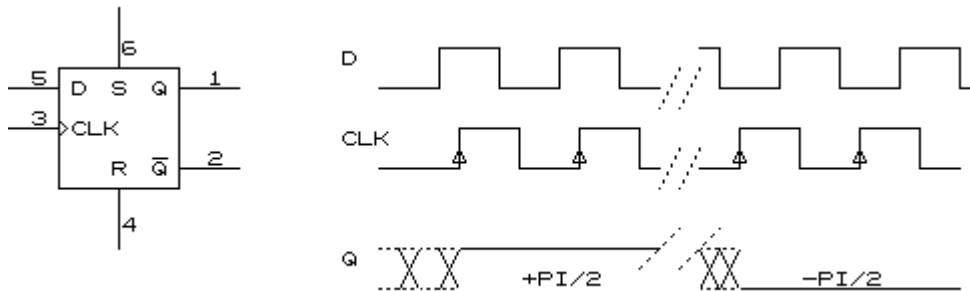 6
5 D S Q 1
3 CLK
R Q̅ 2
4
D
CLK
Q
+PI/2 -PI/2